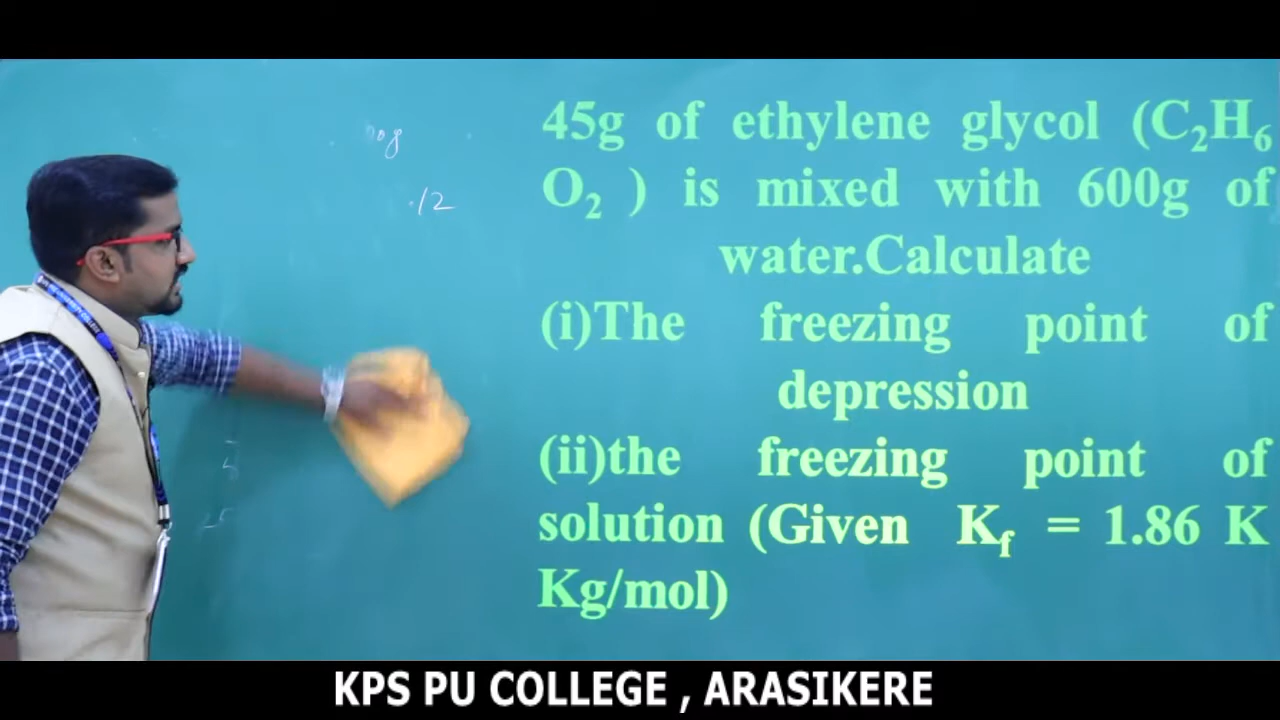 45g of ethylene glycol (C₂H₆
O₂ ) is mixed with 600g of
water.Calculate
(i)The freezing point of
depression
(ii)the freezing point of
solution (Given K_f = 1.86 K
Kg/mol)
KPS PU COLLEGE , ARASIKERE